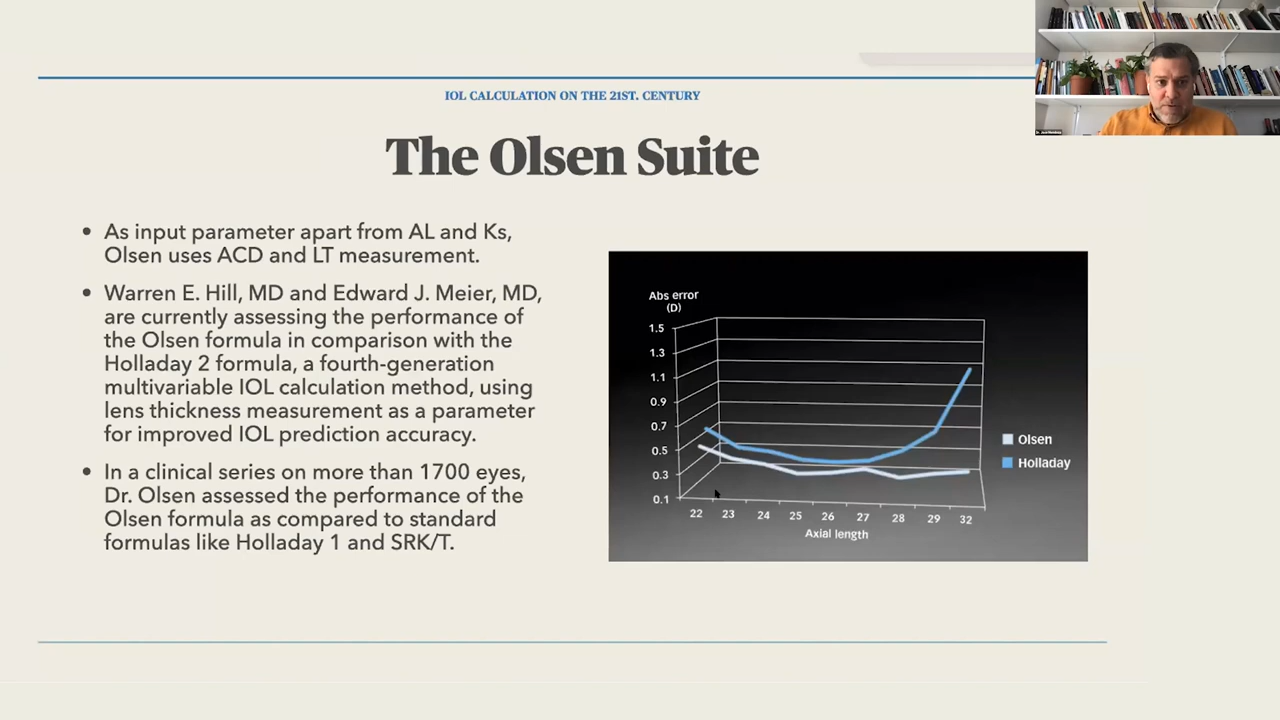 IOL CALCULATION ON THE 21ST. CENTURY
The Olsen Suite
• As input parameter apart from AL and Ks,
Olsen uses ACD and LT measurement.
• Warren E. Hill, MD and Edward J. Meier, MD,
are currently assessing the performance of
the Olsen formula in comparison with the
Holladay 2 formula, a fourth-generation
multivariable IOL calculation method, using
lens thickness measurement as a parameter
for improved IOL prediction accuracy.
• In a clinical series on more than 1700 eyes,
Dr. Olsen assessed the performance of the
Olsen formula as compared to standard
formulas like Holladay 1 and SRK/T.
Abs error
(D)
1.5
1.3
1.1
0.9
0.7
0.5
0.3
0.1
22 23 24 25 26 27 28 29 32
Axial length
Olsen
Holladay